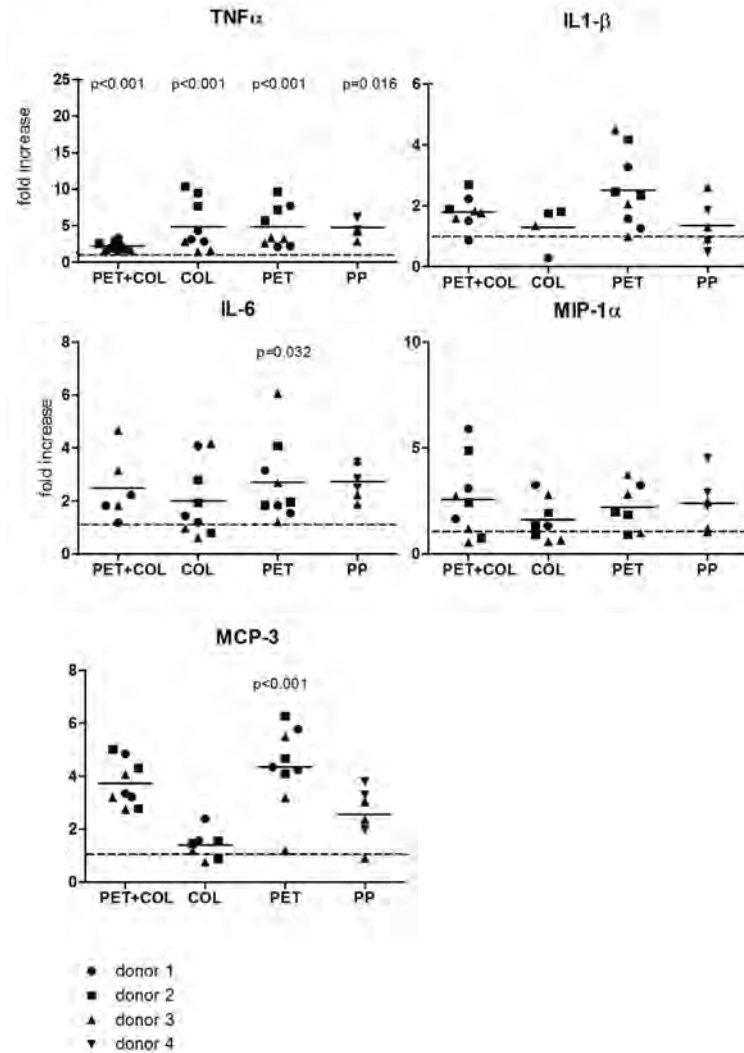 TNFα
IL1-β
25
20
15
10
5
0
fold increase
p<0.001
p<0.001
p<0.001
p=0.016
PET+COL
COL
PET
PP
6
4
2
0
PET+COL
COL
PET
PP
IL-6
MIP-1α
8
6
4
2
0
fold increase
p=0.032
PET+COL
COL
PET
PP
10
5
0
PET+COL
COL
PET
PP
MCP-3
8
6
4
2
0
p<0.001
PET+COL
COL
PET
PP
donor 1
donor 2
donor 3
donor 4